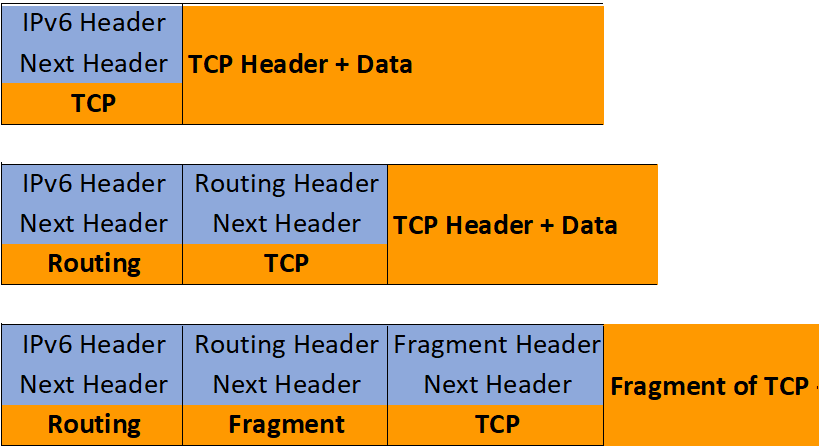 IPv6 Header
Next Header
TCP
TCP Header + Data
IPv6 Header
Next Header
Routing
Routing Header
Next Header
TCP
TCP Header + Data
IPv6 Header
Next Header
Routing
Routing Header
Next Header
Fragment
Fragment Header
Next Header
TCP
Fragment of TCP